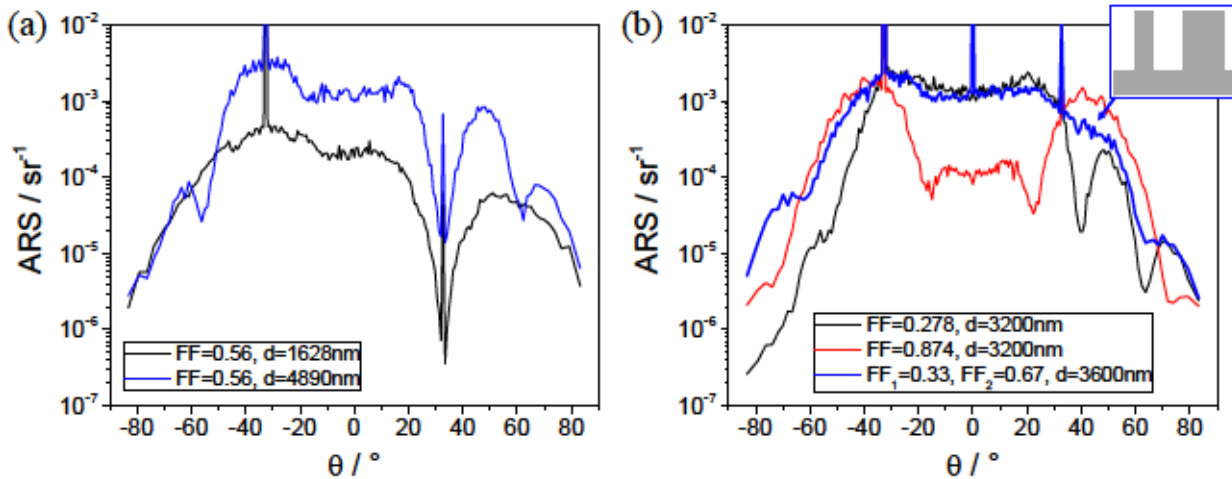 (a)
10⁻²
10⁻³
10⁻⁴
10⁻⁵
10⁻⁶
10⁻⁷
ARS / sr⁻¹
FF=0.56, d=1628nm
FF=0.56, d=4890nm
-80 -60 -40 -20 0 20 40 60 80
θ / °
(b)
10⁻²
10⁻³
10⁻⁴
10⁻⁵
10⁻⁶
10⁻⁷
ARS / sr⁻¹
FF=0.278, d=3200nm
FF=0.874, d=3200nm
FF₁=0.33, FF₂=0.67, d=3600nm
-80 -60 -40 -20 0 20 40 60 80
θ / °